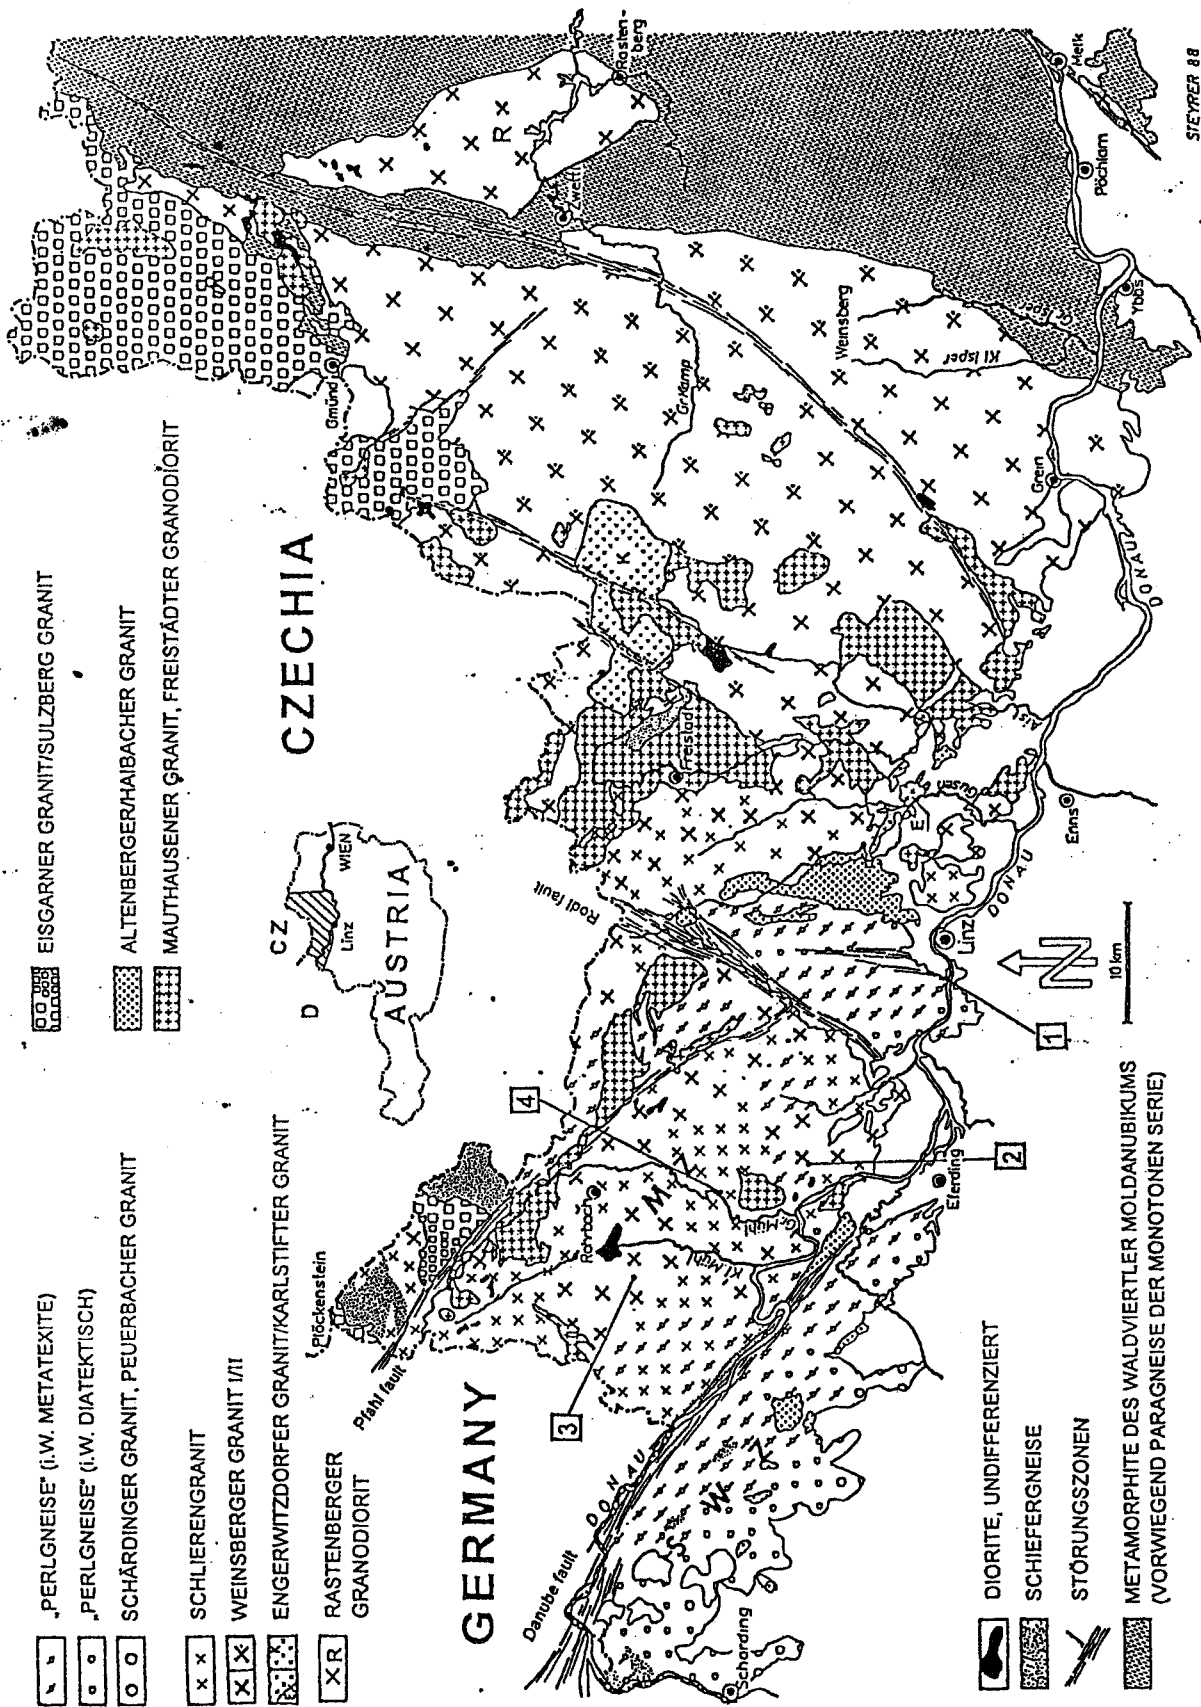 „PERLGNEISE" (i.W. METATEXITE)
„PERLGNEISE" (i.W. DIATEKTISCH)
SCHÄRDINGER GRANIT, PEUERBACHER GRANIT
SCHLIERENGRANIT
WEINSBERGER GRANIT I/II
ENGERWITZDORFER GRANIT/KARLSTIFTER GRANIT
R
RASTENBERGER
GRANODIORIT
EISGARNER GRANIT/SULZBERG GRANIT
ALTENBERGER/HAIBACHER GRANIT
MAUTHAUSENER GRANIT, FREISTÄDTER GRANODIORIT
CZECHIA
GERMANY
D
CZ
Linz
WIEN
AUSTRIA
Plöckenstein
Pfahl fault
Rodl fault
Danube fault
DONAU
Schärding
Rohrbach
M
W
Kl. Mühl
Gr. Mühl
Eferding
Linz
DONAU
Enns
Gusen
E
Aist
Freistadt
K
Gmünd
Gr Kamp
Weinsberg
Kl Isper
Grein
DONAU
Ybbs
Pöchlarn
Melk
Zwettl
R
Rasten-
berg
1
2
3
4
N
10 km
DIORITE, UNDIFFERENZIERT
SCHIEFERGNEISE
STÖRUNGSZONEN
METAMORPHITE DES WALDVIERTLER MOLDANUBIKUMS
(VORWIEGEND PARAGNEISE DER MONOTONEN SERIE)
STEYRER 88